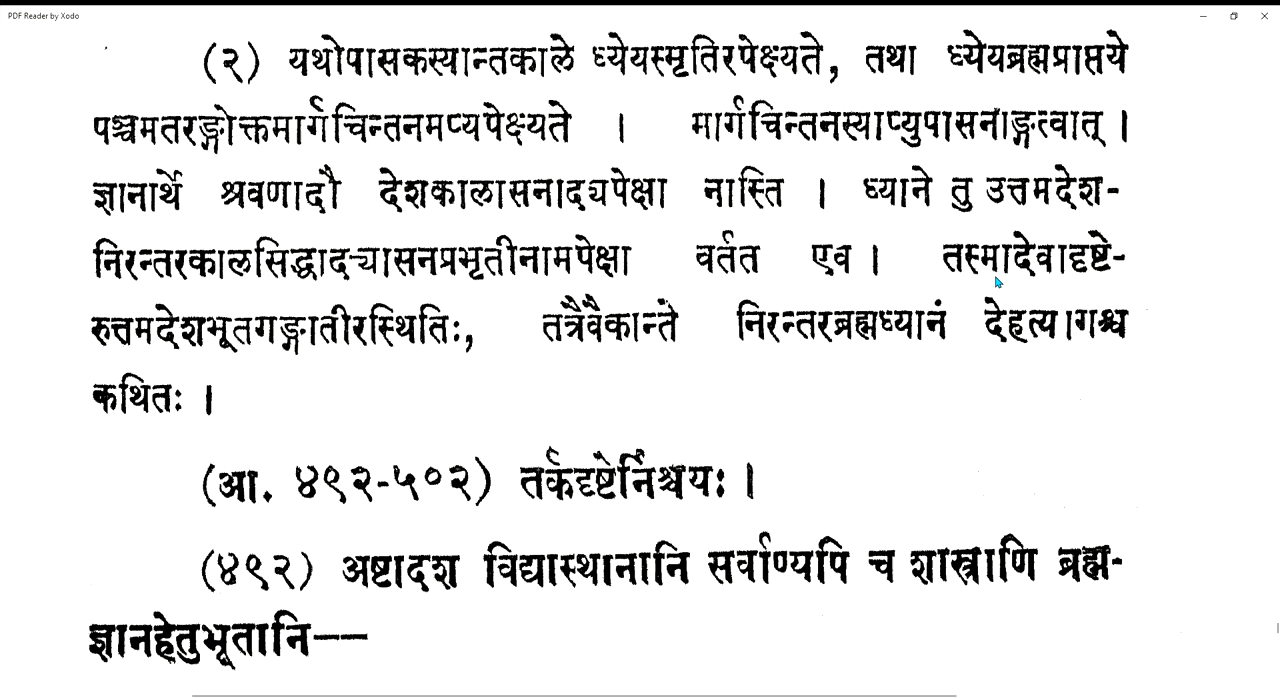 PDF Reader by Xodo
(२) यथोपासकस्यान्तकाले ध्येयस्मृतिरपेक्ष्यते, तथा ध्येयब्रह्मप्राप्तये
पञ्चमतरङ्गोक्तमार्गचिन्तनमप्यपेक्ष्यते । मार्गचिन्तनस्याप्युपासनाङ्गत्वात् ।
ज्ञानार्थे श्रवणादौ देशकालासनाद्यपेक्षा नास्ति । ध्याने तु उत्तमदेश-
निरन्तरकालसिद्धाद्यासनप्रभृतीनामपेक्षा वर्तत एव । तस्मादेवादृष्टे-
रुत्तमदेशभूतगङ्गातीरस्थितिः, तत्रैवैकान्ते निरन्तरब्रह्मध्यानं देहत्यागश्च
कथितः ।
(आ. ४९२-५०२) तर्कदृष्टेर्निश्चयः ।
(४९२) अष्टादश विद्यास्थानानि सर्वाण्यपि च शास्त्राणि ब्रह्म-
ज्ञानहेतुभूतानि——